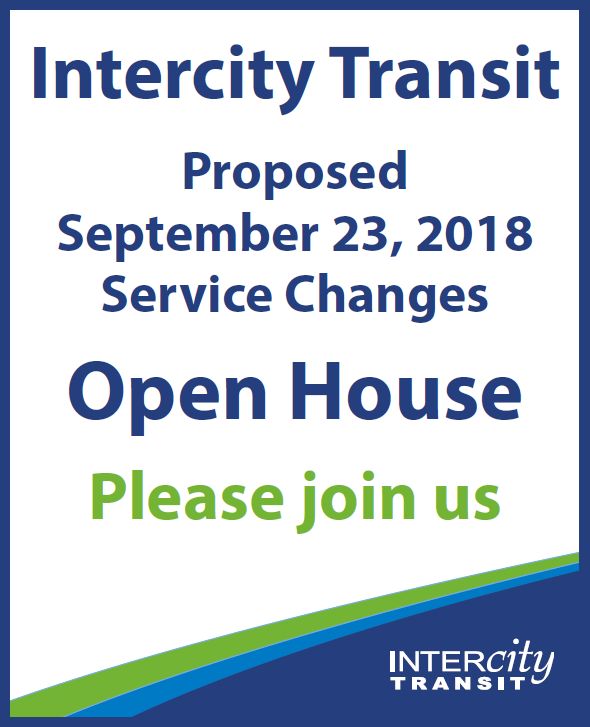 Intercity Transit
Proposed
September 23, 2018
Service Changes
Open House
Please join us
INTERcity
TRANSIT